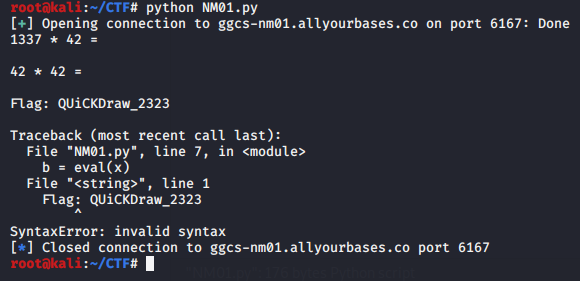 root@kali:~/CTF# python NM01.py
[+] Opening connection to ggcs-nm01.allyourbases.co on port 6167: Done
1337 * 42 =
42 * 42 =
Flag: QUiCKDraw_2323
Traceback (most recent call last):
  File "NM01.py", line 7, in <module>
    b = eval(x)
  File "<string>", line 1
    Flag: QUiCKDraw_2323
        ^
SyntaxError: invalid syntax
[*] Closed connection to ggcs-nm01.allyourbases.co port 6167
root@kali:~/CTF#